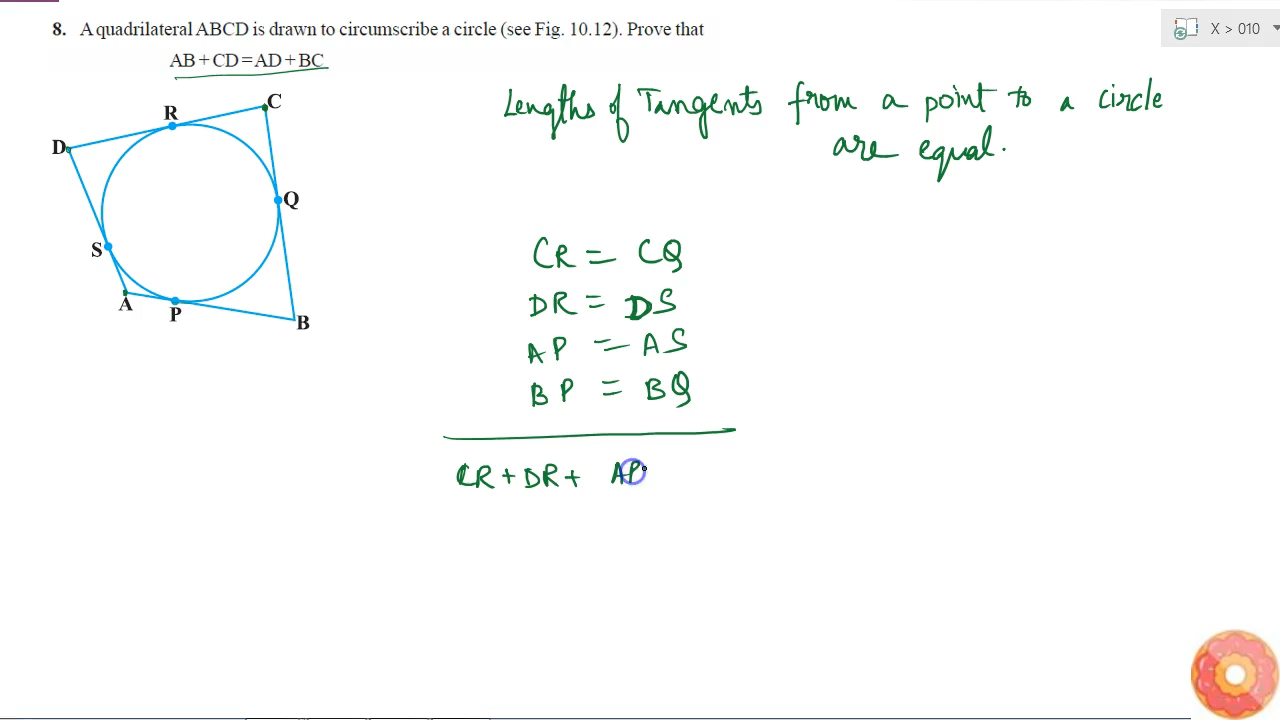 8. A quadrilateral ABCD is drawn to circumscribe a circle (see Fig. 10.12). Prove that
AB + CD = AD + BC
X > 010
Lengths of Tangents from a point to a circle
are equal.
C
R
D
Q
S
A
P
B
CR = CQ
DR = DS
AP = AS
BP = BQ
CR + DR + AP